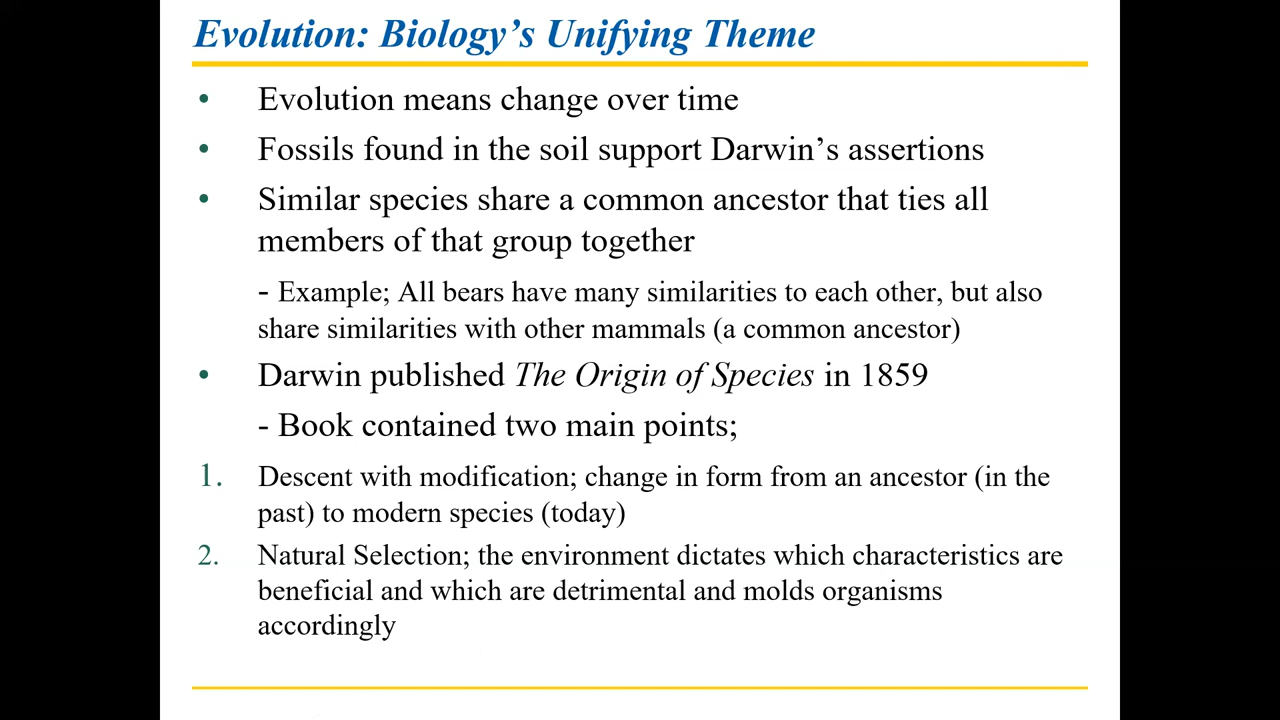 Evolution: Biology’s Unifying Theme
• Evolution means change over time
• Fossils found in the soil support Darwin’s assertions
• Similar species share a common ancestor that ties all
members of that group together
- Example; All bears have many similarities to each other, but also
share similarities with other mammals (a common ancestor)
• Darwin published The Origin of Species in 1859
- Book contained two main points;
1. Descent with modification; change in form from an ancestor (in the
past) to modern species (today)
2. Natural Selection; the environment dictates which characteristics are
beneficial and which are detrimental and molds organisms
accordingly